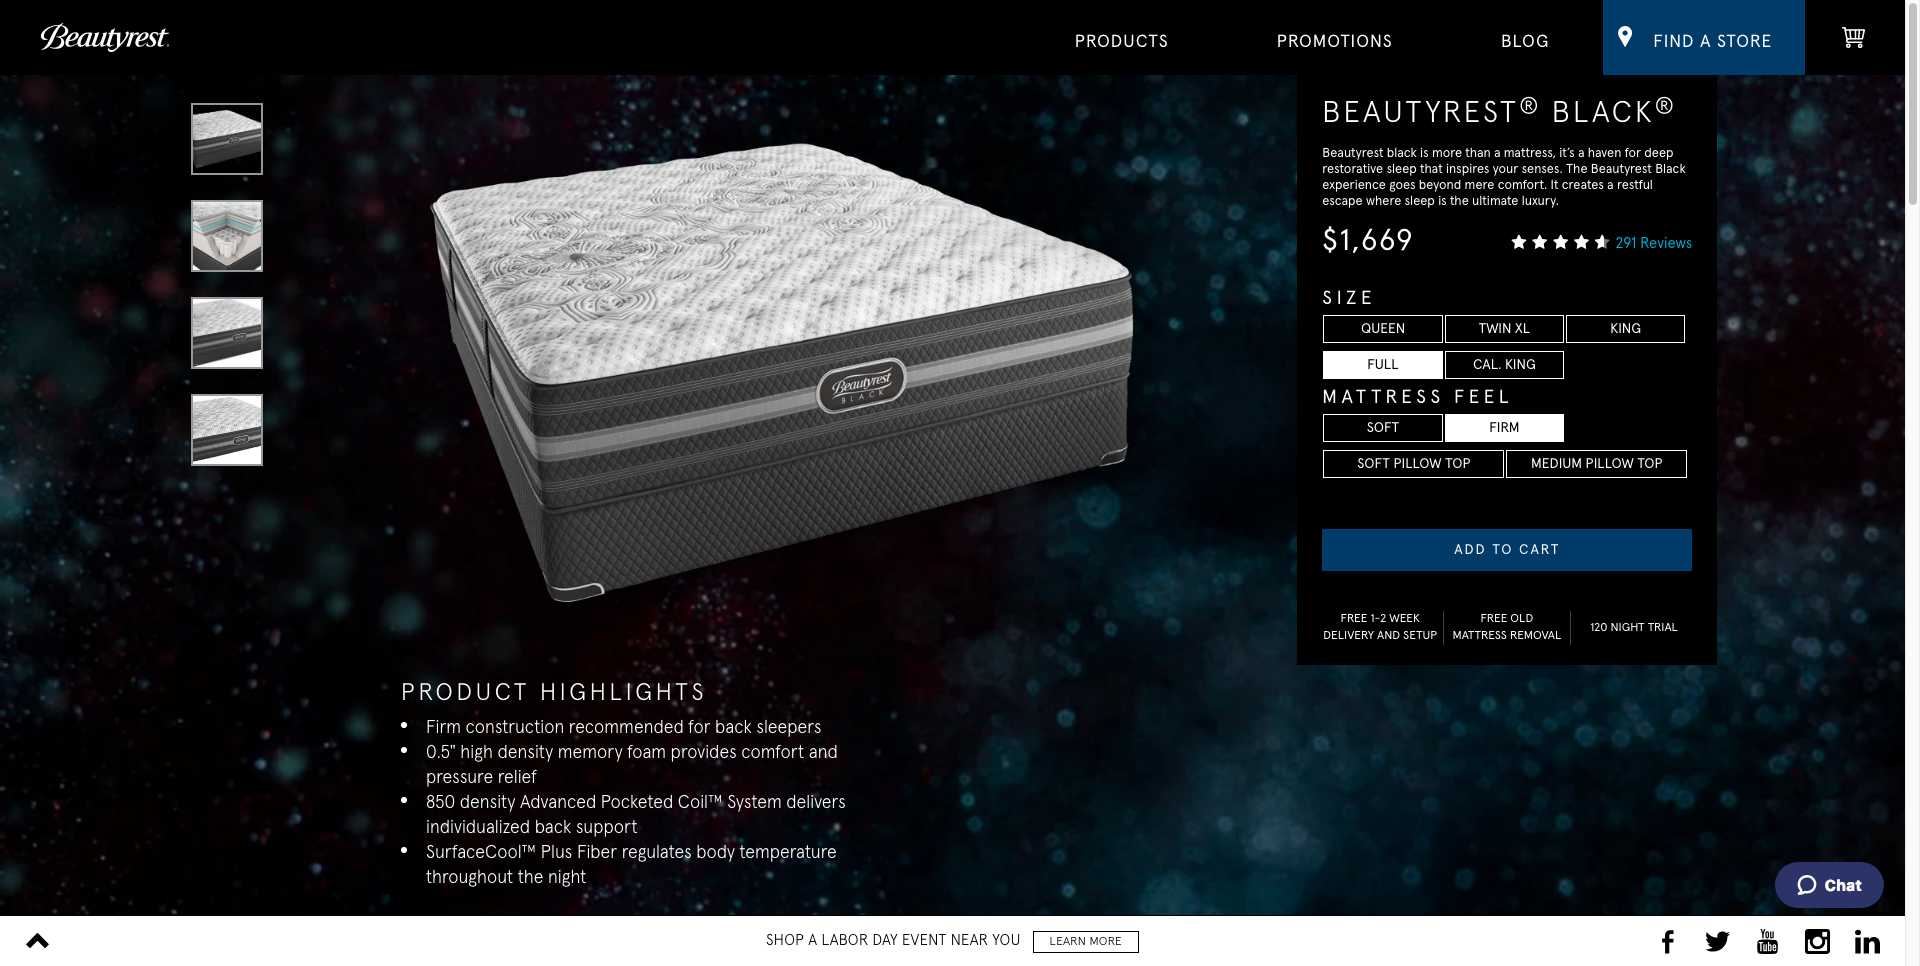 Beautyrest
PRODUCTS
PROMOTIONS
BLOG
FIND A STORE
BEAUTYREST® BLACK®
Beautyrest black is more than a mattress, it's a haven for deep
restorative sleep that inspires your senses. The Beautyrest Black
experience goes beyond mere comfort. It creates a restful
escape where sleep is the ultimate luxury.
$1,669
291 Reviews
SIZE
QUEEN
TWIN XL
KING
FULL
CAL. KING
MATTRESS FEEL
SOFT
FIRM
SOFT PILLOW TOP
MEDIUM PILLOW TOP
ADD TO CART
FREE 1-2 WEEK
DELIVERY AND SETUP
FREE OLD
MATTRESS REMOVAL
120 NIGHT TRIAL
Beautyrest
BLACK
PRODUCT HIGHLIGHTS
• Firm construction recommended for back sleepers
• 0.5" high density memory foam provides comfort and
pressure relief
• 850 density Advanced Pocketed Coil™ System delivers
individualized back support
• SurfaceCool™ Plus Fiber regulates body temperature
throughout the night
Chat
SHOP A LABOR DAY EVENT NEAR YOU
LEARN MORE
You
Tube